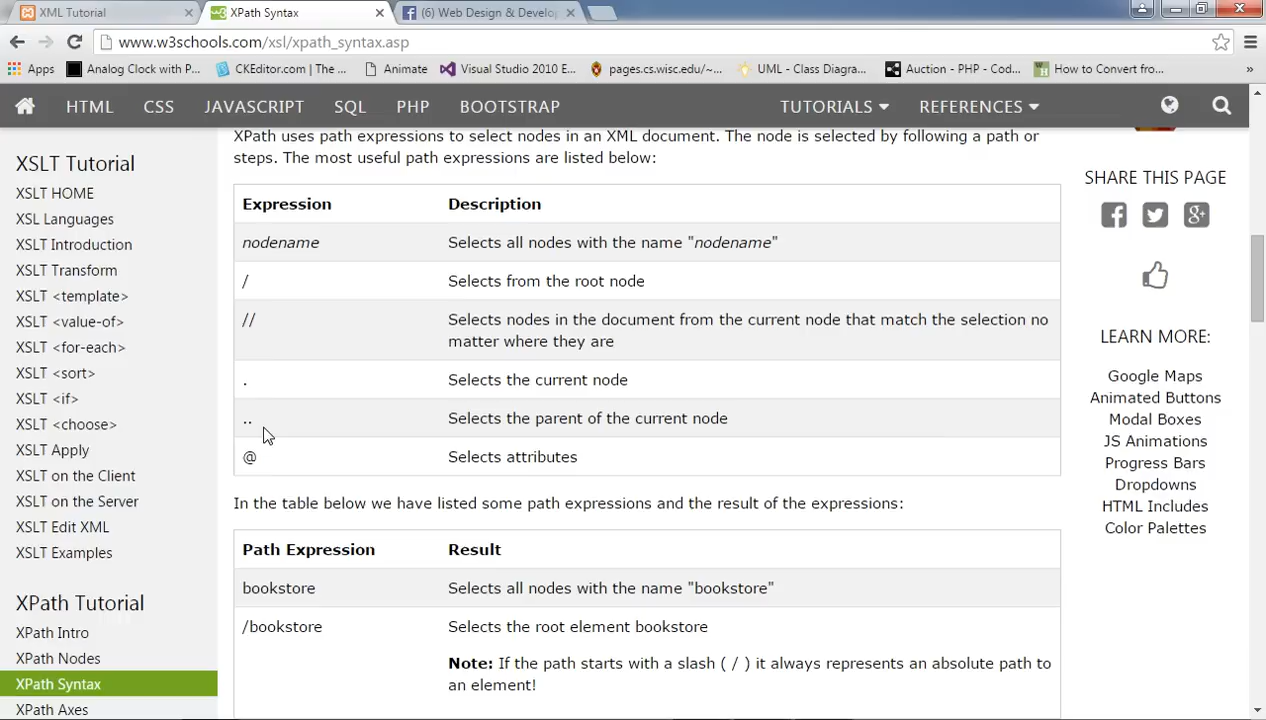 XML Tutorial
XPath Syntax
(6) Web Design & Develo
www.w3schools.com/xsl/xpath_syntax.asp
Apps
Analog Clock with P...
CKEditor.com | The ...
Animate
Visual Studio 2010 E...
pages.cs.wisc.edu/~...
UML - Class Diagra...
Auction - PHP - Cod...
How to Convert from...
»
HTML
CSS
JAVASCRIPT
SQL
PHP
BOOTSTRAP
TUTORIALS
REFERENCES
XSLT Tutorial
XSLT HOME
XSL Languages
XSLT Introduction
XSLT Transform
XSLT <template>
XSLT <value-of>
XSLT <for-each>
XSLT <sort>
XSLT <if>
XSLT <choose>
XSLT Apply
XSLT on the Client
XSLT on the Server
XSLT Edit XML
XSLT Examples
XPath Tutorial
XPath Intro
XPath Nodes
XPath Syntax
XPath Axes
XPath uses path expressions to select nodes in an XML document. The node is selected by following a path or
steps. The most useful path expressions are listed below:
Expression Description
nodename Selects all nodes with the name "nodename"
/ Selects from the root node
// Selects nodes in the document from the current node that match the selection no
matter where they are
. Selects the current node
.. Selects the parent of the current node
@ Selects attributes
In the table below we have listed some path expressions and the result of the expressions:
Path Expression Result
bookstore Selects all nodes with the name "bookstore"
/bookstore Selects the root element bookstore
Note: If the path starts with a slash ( / ) it always represents an absolute path to
an element!
SHARE THIS PAGE
LEARN MORE:
Google Maps
Animated Buttons
Modal Boxes
JS Animations
Progress Bars
Dropdowns
HTML Includes
Color Palettes